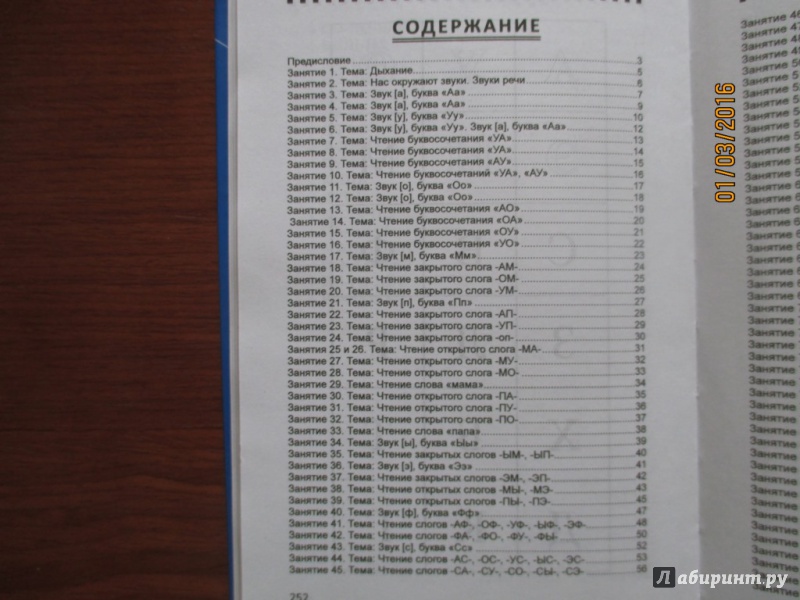 СОДЕРЖАНИЕ
Предисловие 3
Занятие 1. Тема: Дыхание 5
Занятие 2. Тема: Нас окружают звуки. Звуки речи 6
Занятие 3. Тема: Звук [а], буква «Аа» 7
Занятие 4. Тема: Звук [а], буква «Аа» 9
Занятие 5. Тема: Звук [у], буква «Уу» 10
Занятие 6. Тема: Звук [у], буква «Уу». Звук [а], буква «Аа» 12
Занятие 7. Тема: Чтение буквосочетания «УА» 13
Занятие 8. Тема: Чтение буквосочетания «УА» 14
Занятие 9. Тема: Чтение буквосочетания «АУ» 15
Занятие 10. Тема: Чтение буквосочетаний «УА», «АУ» 16
Занятие 11. Тема: Звук [о], буква «Оо» 17
Занятие 12. Тема: Звук [о], буква «Оо» 18
Занятие 13. Тема: Чтение буквосочетания «АО» 19
Занятие 14. Тема: Чтение буквосочетания «ОА» 20
Занятие 15. Тема: Чтение буквосочетания «ОУ» 21
Занятие 16. Тема: Чтение буквосочетания «УО» 22
Занятие 17. Тема: Звук [м], буква «Мм» 23
Занятие 18. Тема: Чтение закрытого слога -АМ- 24
Занятие 19. Тема: Чтение закрытого слога -ОМ- 25
Занятие 20. Тема: Чтение закрытого слога -УМ- 26
Занятие 21. Тема: Звук [п], буква «Пп» 27
Занятие 22. Тема: Чтение закрытого слога -АП- 28
Занятие 23. Тема: Чтение закрытого слога -УП- 29
Занятие 24. Тема: Чтение закрытого слога -оп- 30
Занятия 25 и 26. Тема: Чтение открытого слога -МА- 31
Занятие 27. Тема: Чтение открытого слога -МУ- 32
Занятие 28. Тема: Чтение открытого слога -МО- 33
Занятие 29. Тема: Чтение слова «мама» 34
Занятие 30. Тема: Чтение открытого слога -ПА- 35
Занятие 31. Тема: Чтение открытого слога -ПУ- 36
Занятие 32. Тема: Чтение открытого слога -ПО- 37
Занятие 33. Тема: Чтение слова «папа» 38
Занятие 34. Тема: Звук [ы], буква «Ыы» 39
Занятие 35. Тема: Чтение закрытых слогов -ЫМ-, -ЫП- 40
Занятие 36. Тема: Звук [э], буква «Ээ» 41
Занятие 37. Тема: Чтение закрытых слогов -ЭМ-, -ЭП- 42
Занятие 38. Тема: Чтение открытых слогов -МЫ-, -МЭ- 43
Занятие 39. Тема: Чтение открытых слогов -ПЫ-, -ПЭ- 45
Занятие 40. Тема: Звук [ф], буква «Фф» 47
Занятие 41. Тема: Чтение слогов -АФ-, -ОФ-, -УФ-, -ЫФ-, -ЭФ- 48
Занятие 42. Тема: Чтение слогов -ФА-, -ФО-, -ФУ-, -ФЫ- 50
Занятие 43. Тема: Звук [с], буква «Сс» 52
Занятие 44. Тема: Чтение слогов -АС-, -ОС-, -УС-, -ЫС-, -ЭС- 53
Занятие 45. Тема: Чтение слогов -СА-, -СУ-, -СО-, -СЫ-, -СЭ- 56
252
01/03/2016
Лабиринт.ру